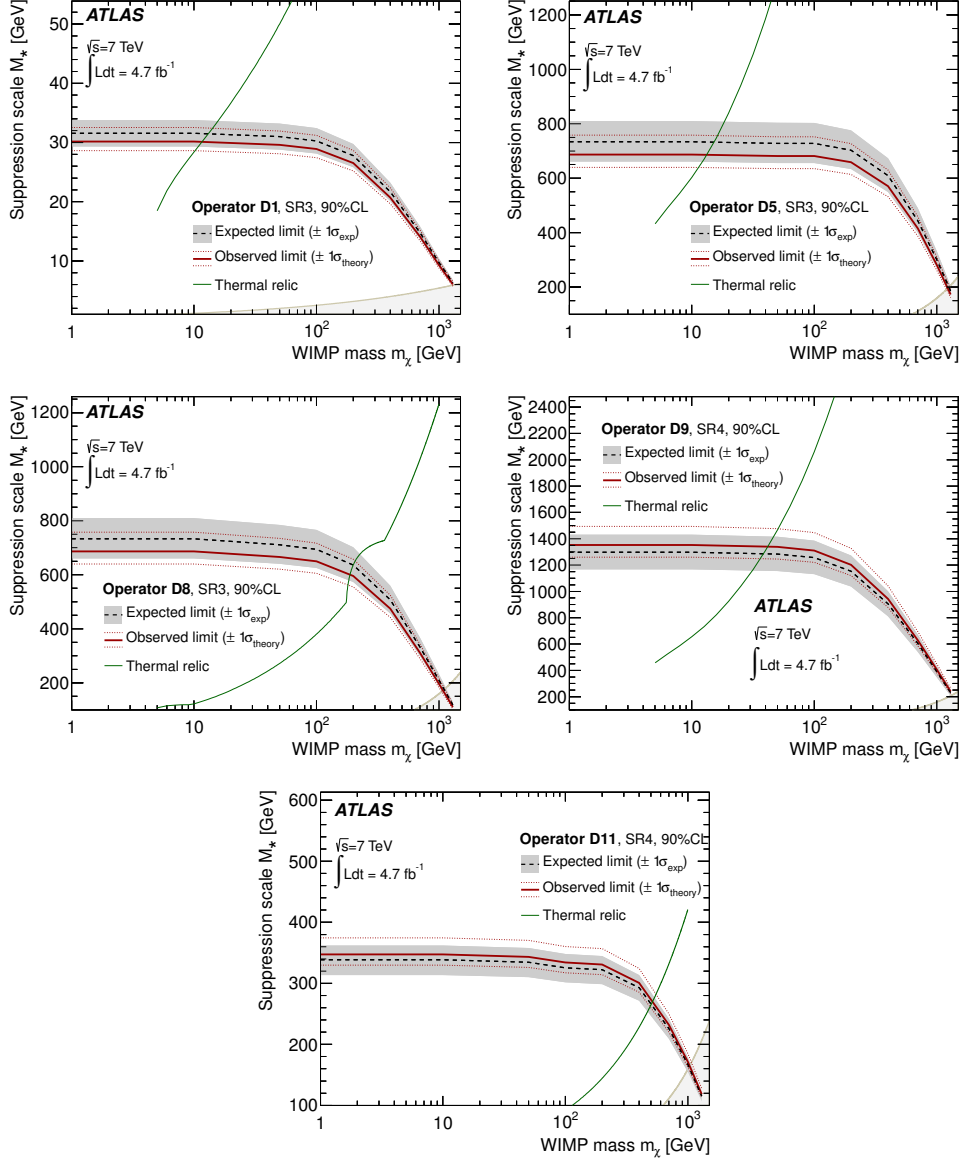 ATLAS
√s=7 TeV
∫Ldt = 4.7 fb⁻¹
Operator D1, SR3, 90%CL
Expected limit (± 1σexp)
Observed limit (± 1σtheory)
Thermal relic
Suppression scale M★ [GeV]
50
40
30
20
10
1 10 10² 10³
WIMP mass mχ [GeV]
ATLAS
√s=7 TeV
∫Ldt = 4.7 fb⁻¹
Operator D5, SR3, 90%CL
Expected limit (± 1σexp)
Observed limit (± 1σtheory)
Thermal relic
Suppression scale M★ [GeV]
1200
1000
800
600
400
200
1 10 10² 10³
WIMP mass mχ [GeV]
ATLAS
√s=7 TeV
∫Ldt = 4.7 fb⁻¹
Operator D8, SR3, 90%CL
Expected limit (± 1σexp)
Observed limit (± 1σtheory)
Thermal relic
Suppression scale M★ [GeV]
1200
1000
800
600
400
200
1 10 10² 10³
WIMP mass mχ [GeV]
Operator D9, SR4, 90%CL
Expected limit (± 1σexp)
Observed limit (± 1σtheory)
Thermal relic
ATLAS
√s=7 TeV
∫Ldt = 4.7 fb⁻¹
Suppression scale M★ [GeV]
2400
2200
2000
1800
1600
1400
1200
1000
800
600
400
200
1 10 10² 10³
WIMP mass mχ [GeV]
ATLAS
√s=7 TeV
∫Ldt = 4.7 fb⁻¹
Operator D11, SR4, 90%CL
Expected limit (± 1σexp)
Observed limit (± 1σtheory)
Thermal relic
Suppression scale M★ [GeV]
600
500
400
300
200
100
1 10 10² 10³
WIMP mass mχ [GeV]